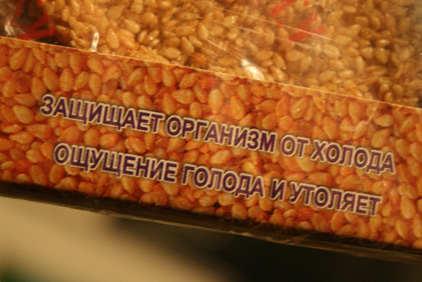 ЗАЩИЩАЕТ ОРГАНИЗМ ОТ ХОЛОДА
ОЩУЩЕНИЕ ГОЛОДА И УТОЛЯЕТ